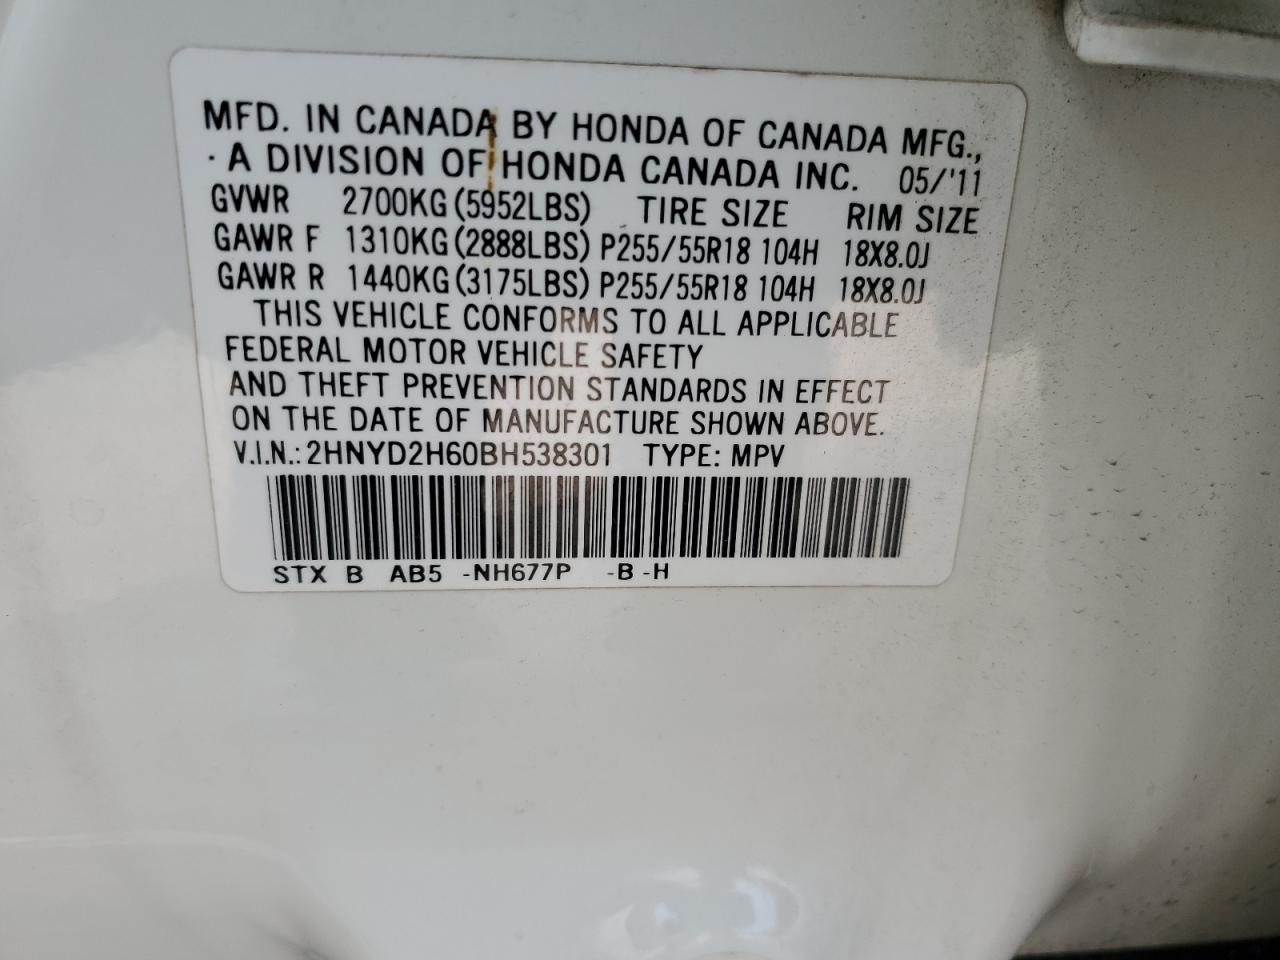 MFD. IN CANADA BY HONDA OF CANADA MFG.,
· A DIVISION OF HONDA CANADA INC. 05/'11
GVWR 2700KG (5952LBS) TIRE SIZE RIM SIZE
GAWR F 1310KG (2888LBS) P255/55R18 104H 18X8.0J
GAWR R 1440KG (3175LBS) P255/55R18 104H 18X8.0J
THIS VEHICLE CONFORMS TO ALL APPLICABLE
FEDERAL MOTOR VEHICLE SAFETY
AND THEFT PREVENTION STANDARDS IN EFFECT
ON THE DATE OF MANUFACTURE SHOWN ABOVE.
V.I.N.: 2HNYD2H60BH538301 TYPE: MPV
STX B AB5 -NH677P -B -H